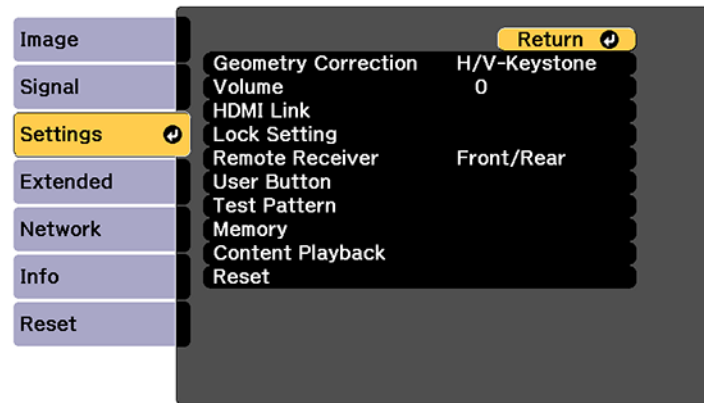 Image
Signal
Settings
Extended
Network
Info
Reset
Return
Geometry Correction H/V-Keystone
Volume 0
HDMI Link
Lock Setting
Remote Receiver Front/Rear
User Button
Test Pattern
Memory
Content Playback
Reset